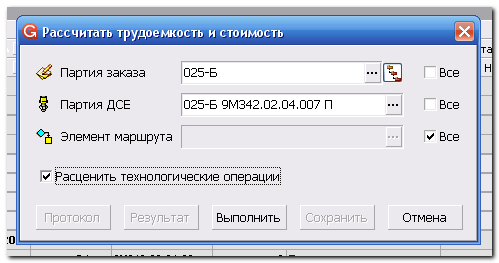 Рассчитать трудоемкость и стоимость
Партия заказа 025-Б ... Все
Партия ДСЕ 025-Б 9М342.02.04.007 П ... Все
Элемент маршрута ... Все
Расценить технологические операции
Протокол Результат Выполнить Сохранить Отмена